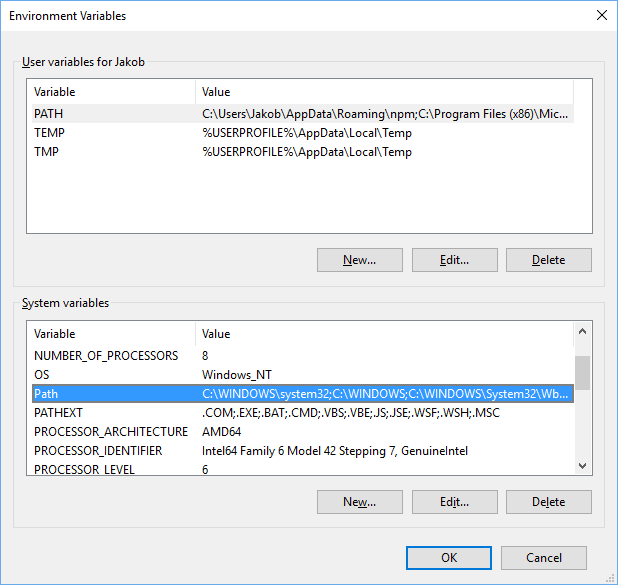 Environment Variables
User variables for Jakob
Variable Value
PATH C:\Users\Jakob\AppData\Roaming\npm;C:\Program Files (x86)\Mic...
TEMP %USERPROFILE%\AppData\Local\Temp
TMP %USERPROFILE%\AppData\Local\Temp
New... Edit... Delete
System variables
Variable Value
NUMBER_OF_PROCESSORS 8
OS Windows_NT
Path C:\WINDOWS\system32;C:\WINDOWS;C:\WINDOWS\System32\Wb...
PATHEXT .COM;.EXE;.BAT;.CMD;.VBS;.VBE;.JS;.JSE;.WSF;.WSH;.MSC
PROCESSOR_ARCHITECTURE AMD64
PROCESSOR_IDENTIFIER Intel64 Family 6 Model 42 Stepping 7, GenuineIntel
PROCESSOR_LEVEL 6
New... Edit... Delete
OK Cancel